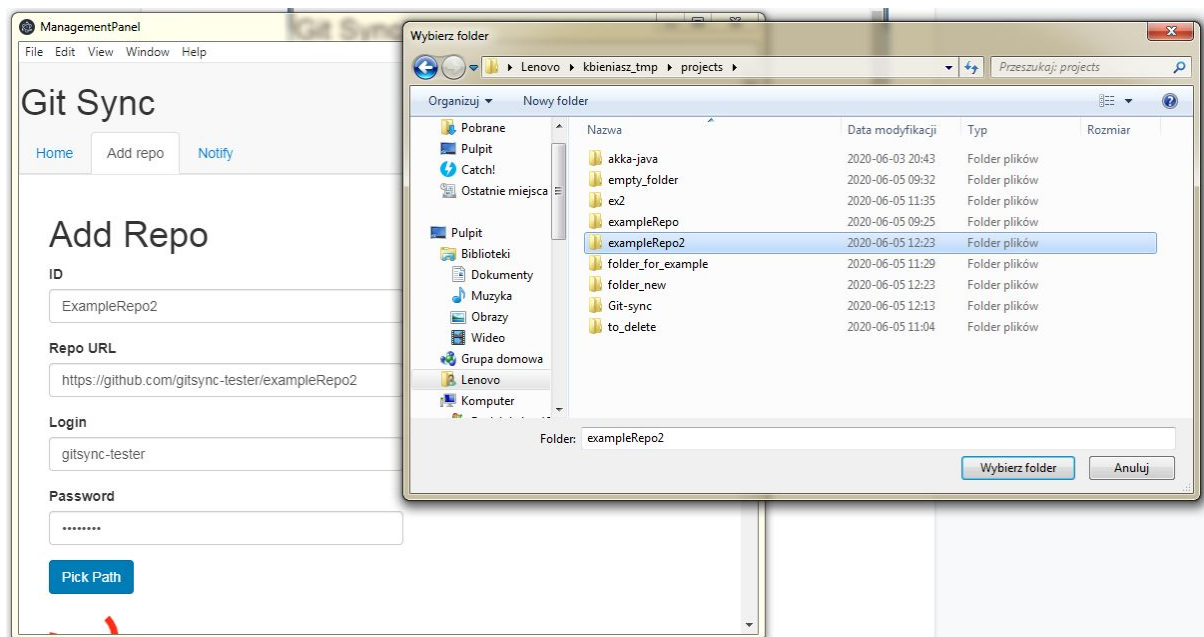 ManagementPanel
Git Sync
File Edit View Window Help
Git Sync
Home Add repo Notify
Add Repo
ID
ExampleRepo2
Repo URL
https://github.com/gitsync-tester/exampleRepo2
Login
gitsync-tester
Password
••••••••
Pick Path
Wybierz folder
Lenovo kbieniasz_tmp projects
Przeszukaj: projects
Organizuj Nowy folder
Pobrane
Pulpit
Catch!
Ostatnie miejsca
Pulpit
Biblioteki
Dokumenty
Muzyka
Obrazy
Wideo
Grupa domowa
Lenovo
Komputer
Nazwa Data modyfikacji Typ Rozmiar
akka-java 2020-06-03 20:43 Folder plików
empty_folder 2020-06-05 09:32 Folder plików
ex2 2020-06-05 11:35 Folder plików
exampleRepo 2020-06-05 09:25 Folder plików
exampleRepo2 2020-06-05 12:23 Folder plików
folder_for_example 2020-06-05 11:29 Folder plików
folder_new 2020-06-05 12:23 Folder plików
Git-sync 2020-06-05 12:13 Folder plików
to_delete 2020-06-05 11:04 Folder plików
Folder: exampleRepo2
Wybierz folder Anuluj